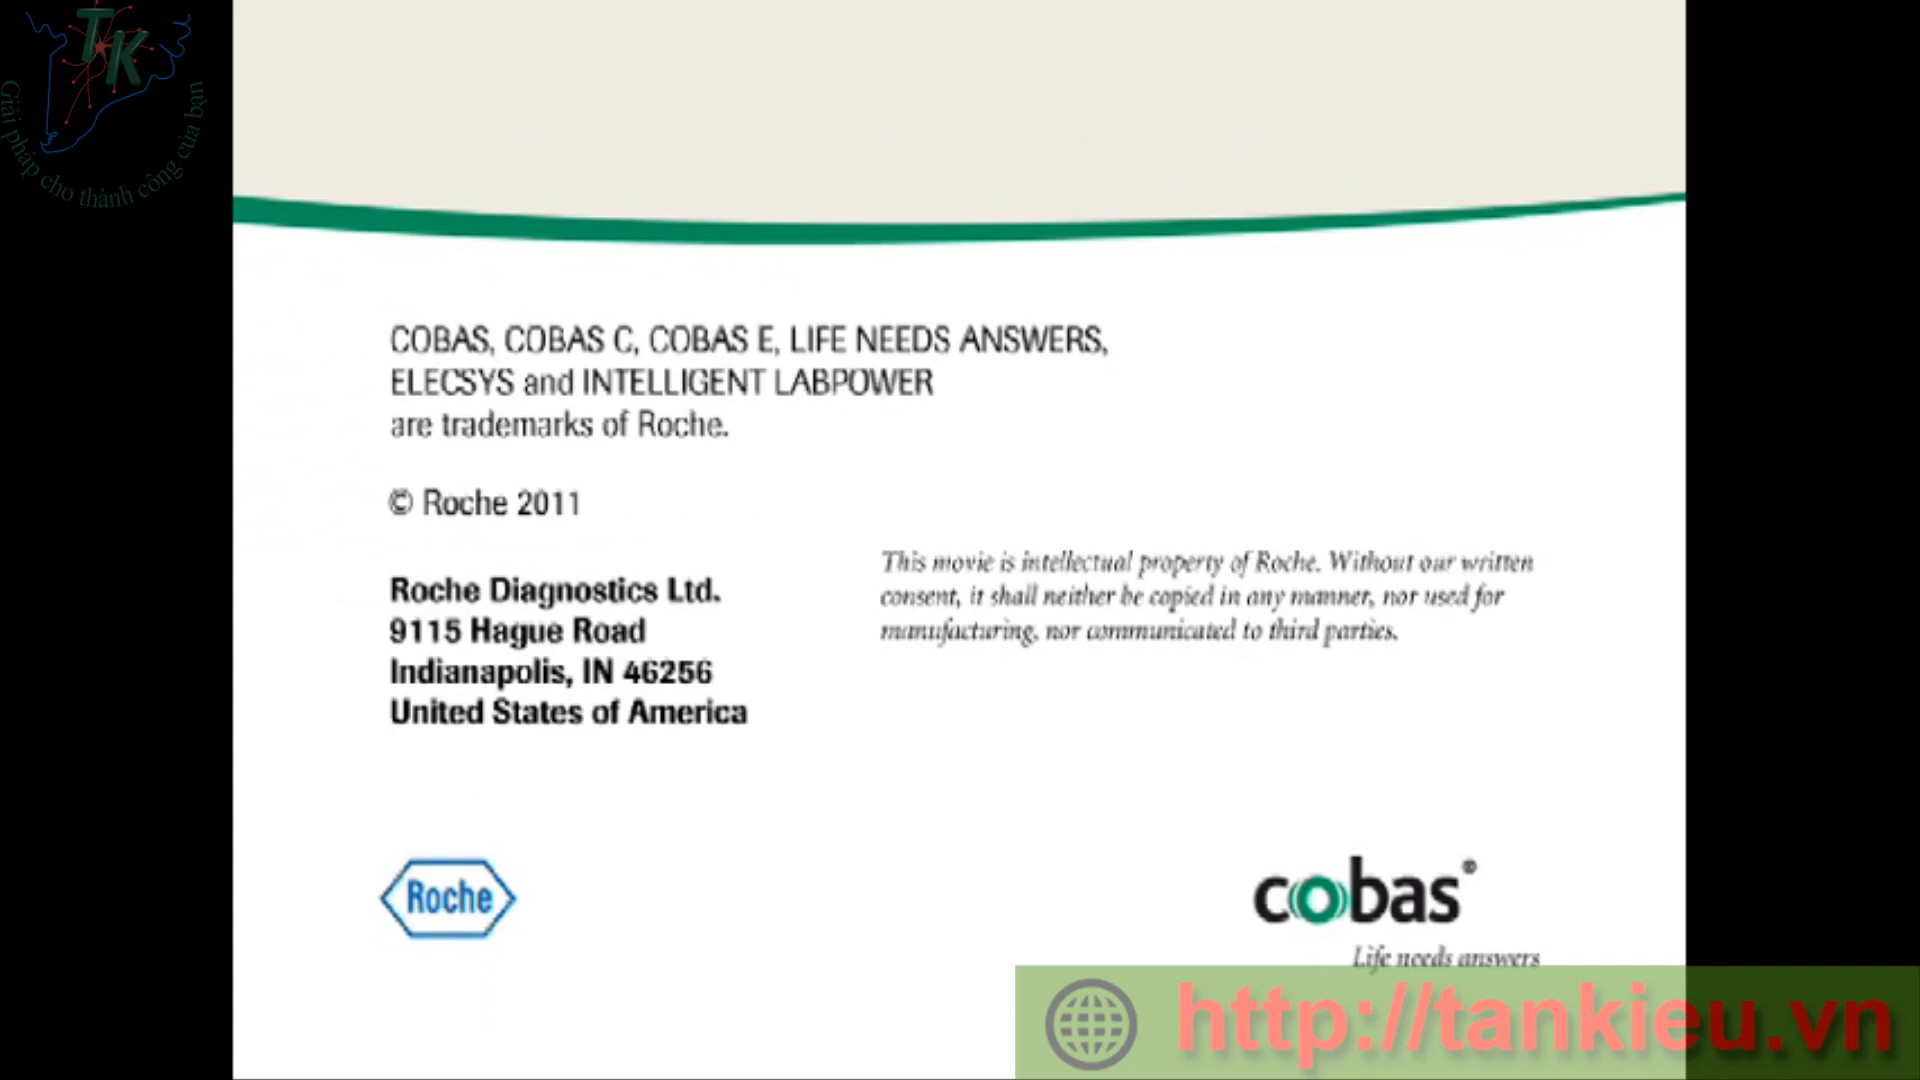 TK
Giải pháp cho thành công của bạn
COBAS, COBAS C, COBAS E, LIFE NEEDS ANSWERS,
ELECSYS and INTELLIGENT LABPOWER
are trademarks of Roche.
© Roche 2011
Roche Diagnostics Ltd.
9115 Hague Road
Indianapolis, IN 46256
United States of America
This movie is intellectual property of Roche. Without our written
consent, it shall neither be copied in any manner, nor used for
manufacturing, nor communicated to third parties.
Roche
cobas®
Life needs answers
http://tankieu.vn